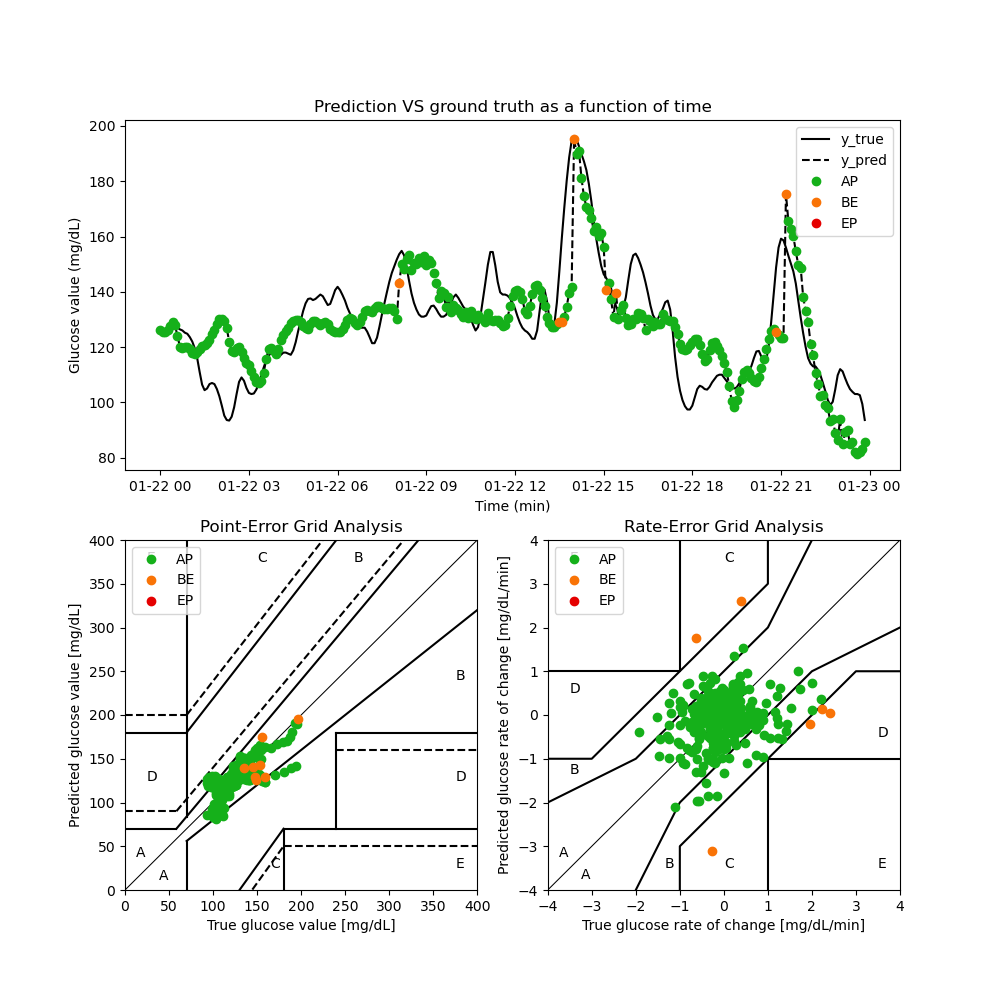 Prediction VS ground truth as a function of time
Glucose value (mg/dL)
200
180
160
140
120
100
80
y_true
y_pred
AP
BE
EP
01-22 00 01-22 03 01-22 06 01-22 09 01-22 12 01-22 15 01-22 18 01-22 21 01-23 00
Time (min)
Point-Error Grid Analysis
Predicted glucose value [mg/dL]
400
350
300
250
200
150
100
50
0
AP
BE
EP
C
B
B
D
D
A
A
C
E
0 50 100 150 200 250 300 350 400
True glucose value [mg/dL]
Rate-Error Grid Analysis
Predicted glucose rate of change [mg/dL/min]
4
3
2
1
0
−1
−2
−3
−4
AP
BE
EP
C
D
D
B
A
A
B
C
E
−4 −3 −2 −1 0 1 2 3 4
True glucose rate of change [mg/dL/min]